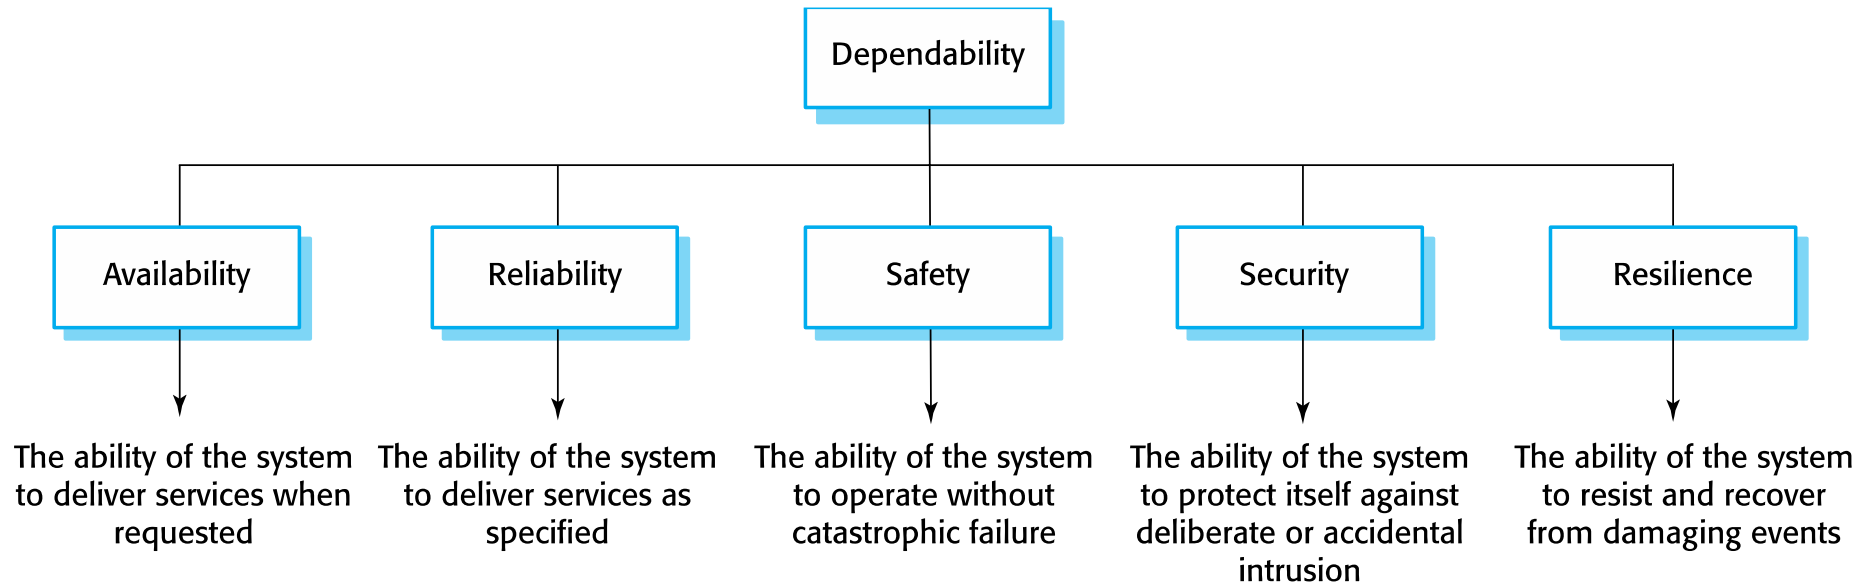 Dependability
Availability
Reliability
Safety
Security
Resilience
The ability of the system
to deliver services when
requested
The ability of the system
to deliver services as
specified
The ability of the system
to operate without
catastrophic failure
The ability of the system
to protect itself against
deliberate or accidental
intrusion
The ability of the system
to resist and recover
from damaging events